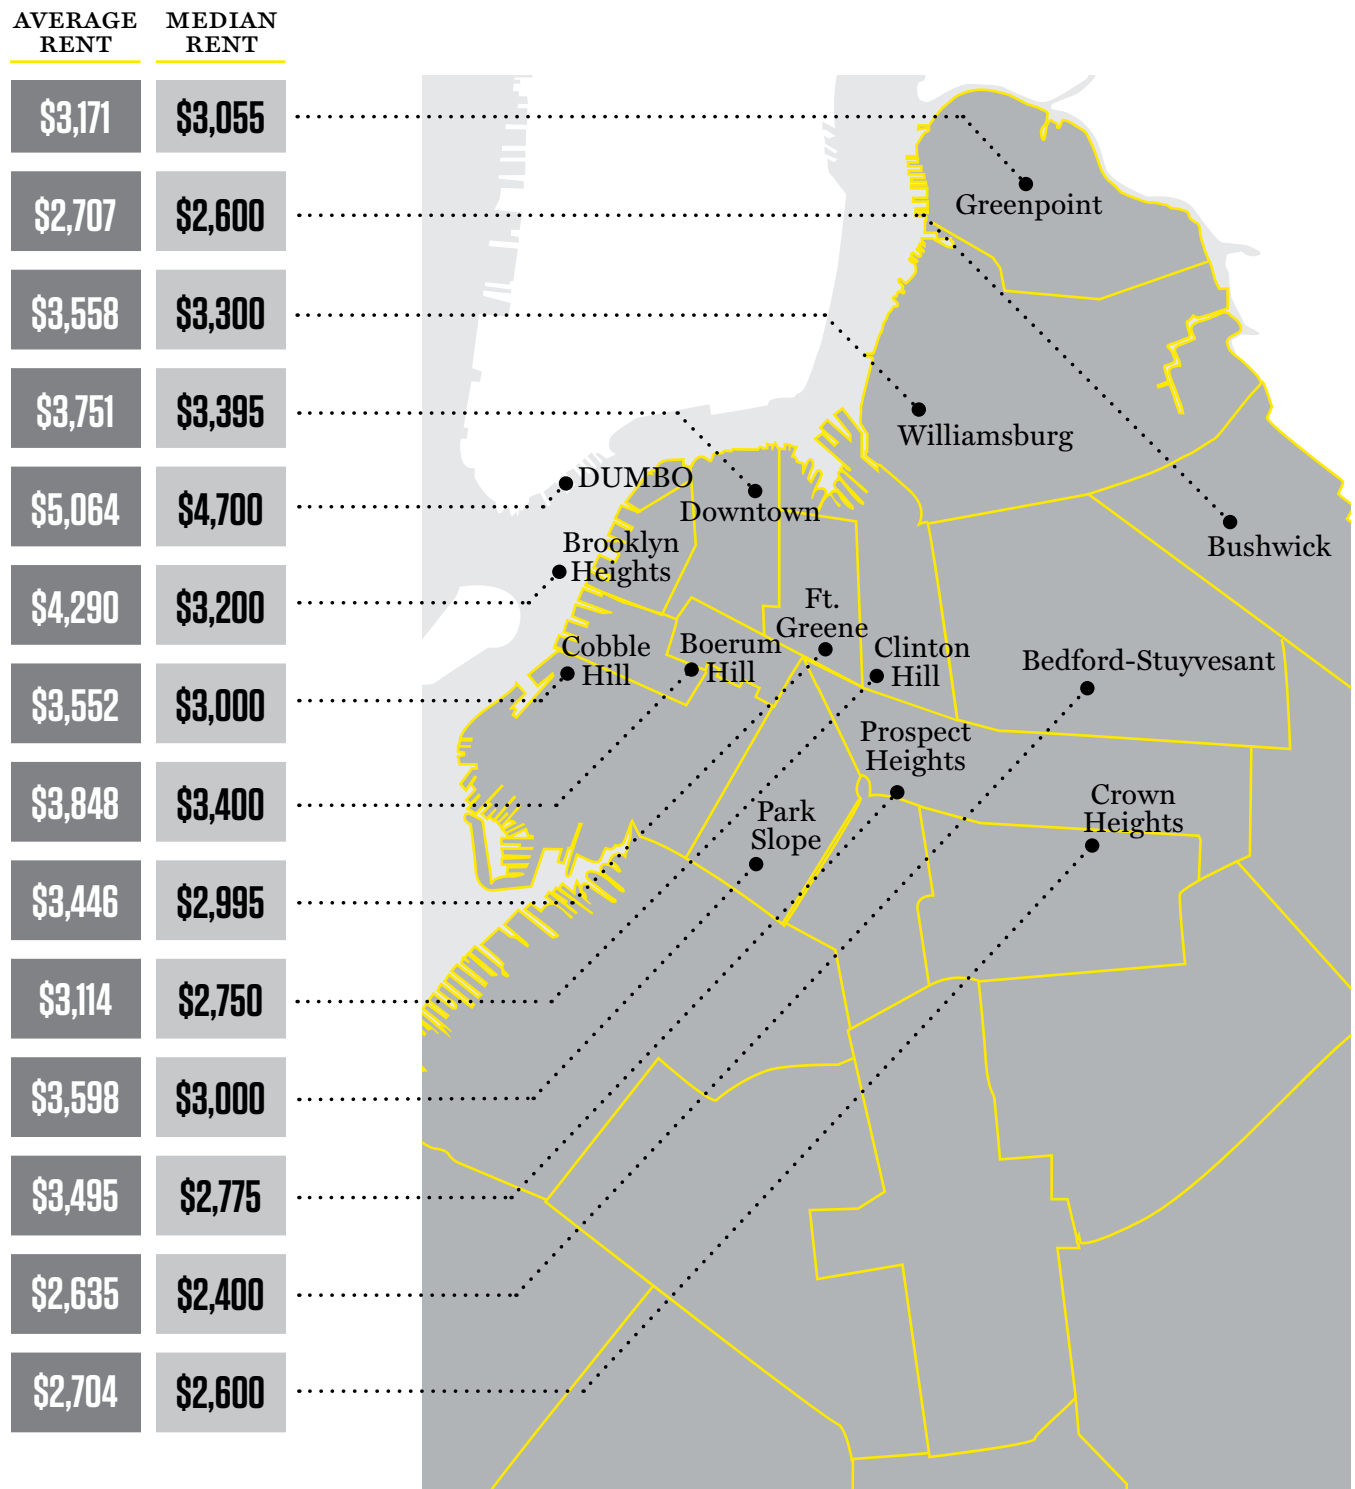 AVERAGE
RENT
MEDIAN
RENT
$3,171 $3,055
$2,707 $2,600
$3,558 $3,300
$3,751 $3,395
$5,064 $4,700
$4,290 $3,200
$3,552 $3,000
$3,848 $3,400
$3,446 $2,995
$3,114 $2,750
$3,598 $3,000
$3,495 $2,775
$2,635 $2,400
$2,704 $2,600
Greenpoint
Williamsburg
DUMBO
Downtown
Brooklyn
Heights
Bushwick
Ft.
Greene
Cobble
Hill
Boerum
Hill
Clinton
Hill
Bedford-Stuyvesant
Prospect
Heights
Park
Slope
Crown
Heights